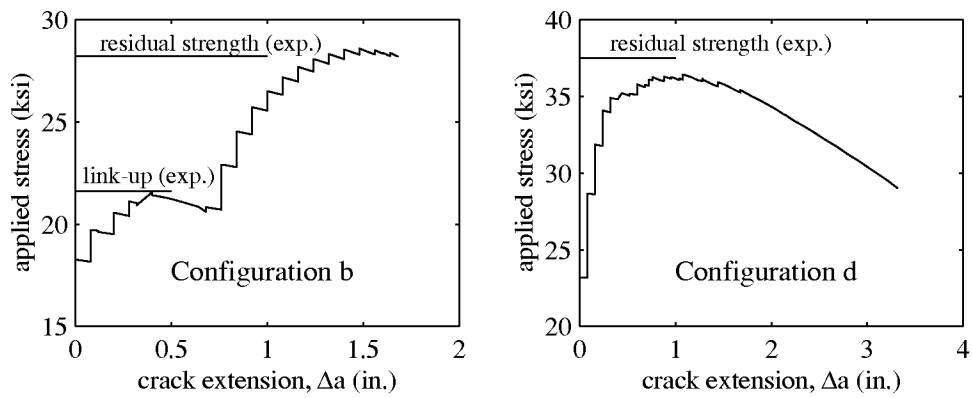 30
residual strength (exp.)
25
link-up (exp.)
20
Configuration b
15
0 0.5 1 1.5 2
applied stress (ksi)
crack extension, Δa (in.)
40
residual strength (exp.)
35
30
25
Configuration d
20
0 1 2 3 4
applied stress (ksi)
crack extension, Δa (in.)